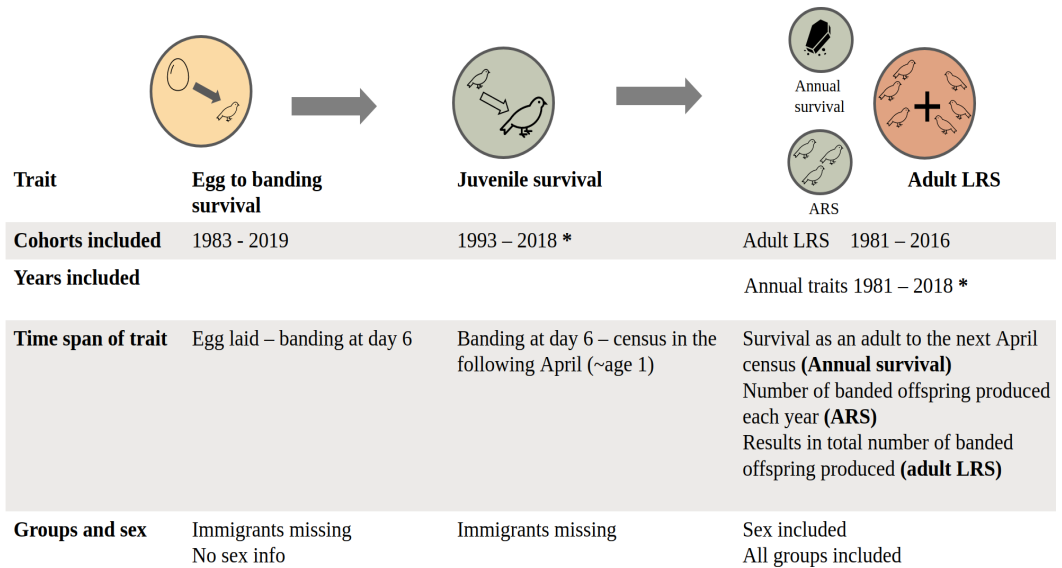 Annual
survival
ARS
Trait
Egg to banding
survival
Juvenile survival
Adult LRS
Cohorts included
1983 - 2019
1993 – 2018 *
Adult LRS 1981 – 2016
Years included
Annual traits 1981 – 2018 *
Time span of trait
Egg laid – banding at day 6
Banding at day 6 – census in the
following April (~age 1)
Survival as an adult to the next April
census (Annual survival)
Number of banded offspring produced
each year (ARS)
Results in total number of banded
offspring produced (adult LRS)
Groups and sex
Immigrants missing
No sex info
Immigrants missing
Sex included
All groups included